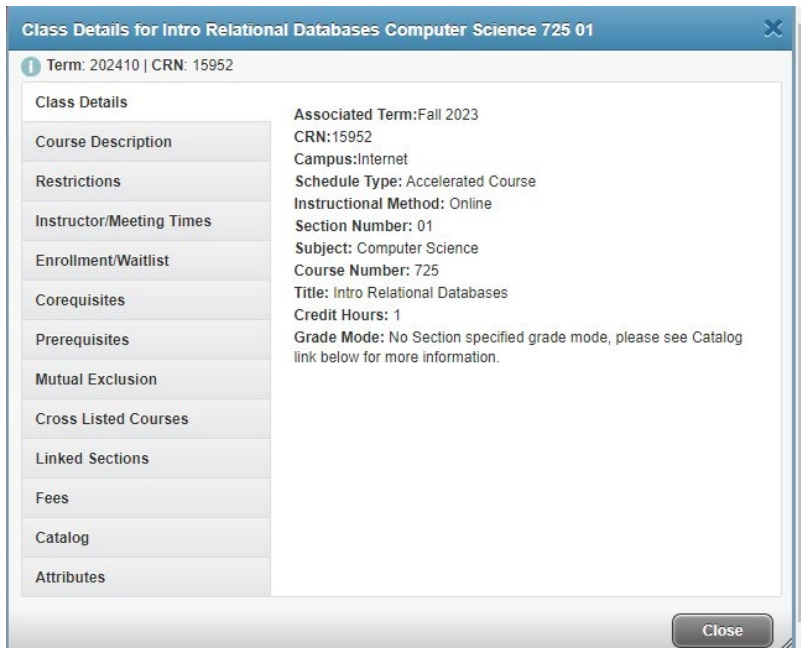 Class Details for Intro Relational Databases Computer Science 725 01
Term: 202410 | CRN: 15952
Class Details
Course Description
Restrictions
Instructor/Meeting Times
Enrollment/Waitlist
Corequisites
Prerequisites
Mutual Exclusion
Cross Listed Courses
Linked Sections
Fees
Catalog
Attributes
Associated Term:Fall 2023
CRN:15952
Campus:Internet
Schedule Type: Accelerated Course
Instructional Method: Online
Section Number: 01
Subject: Computer Science
Course Number: 725
Title: Intro Relational Databases
Credit Hours: 1
Grade Mode: No Section specified grade mode, please see Catalog
link below for more information.
Close